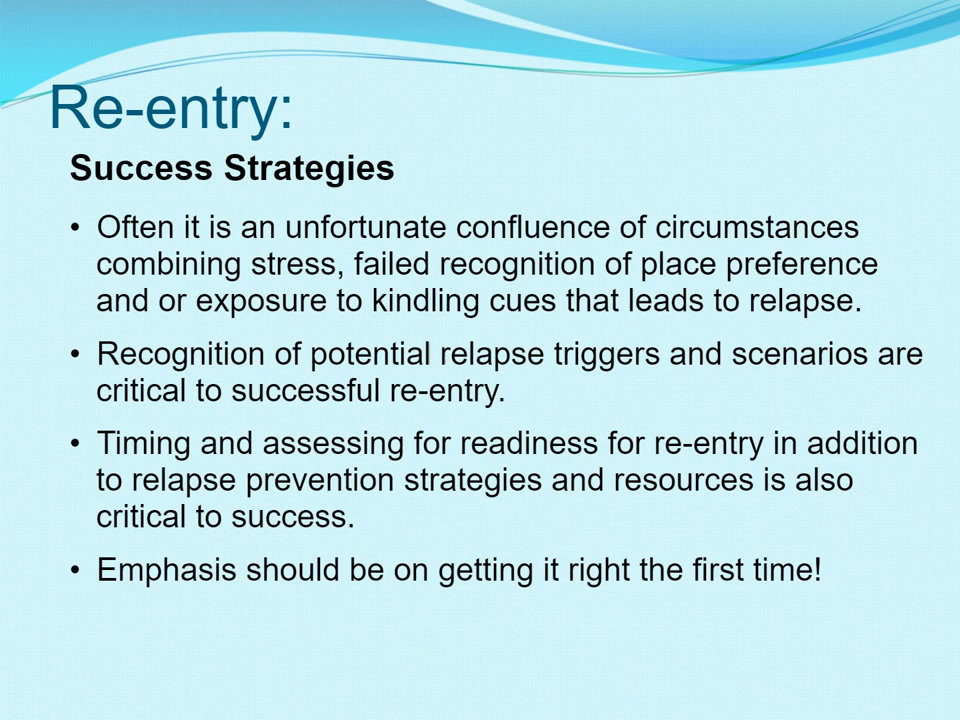 Re-entry:
Success Strategies
• Often it is an unfortunate confluence of circumstances
combining stress, failed recognition of place preference
and or exposure to kindling cues that leads to relapse.
• Recognition of potential relapse triggers and scenarios are
critical to successful re-entry.
• Timing and assessing for readiness for re-entry in addition
to relapse prevention strategies and resources is also
critical to success.
• Emphasis should be on getting it right the first time!